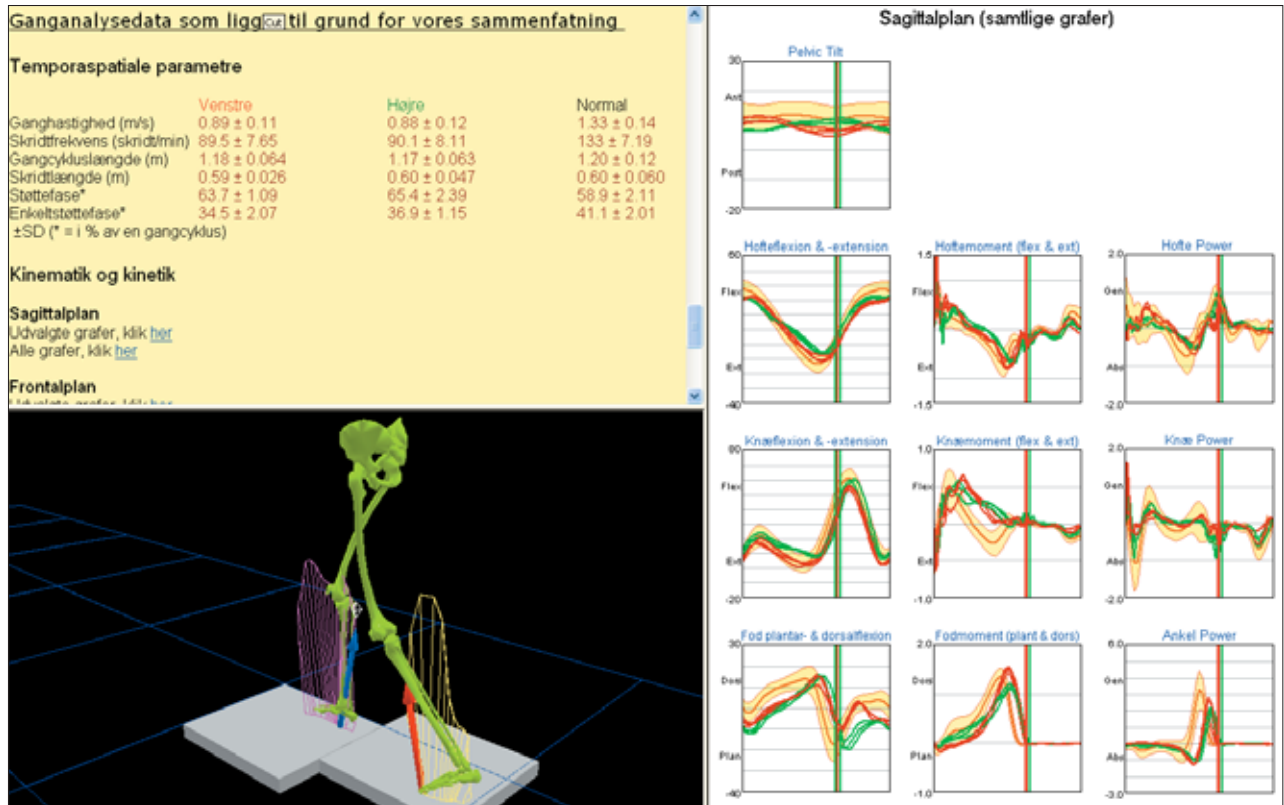 Ganganalysedata som ligg cut til grund for vores sammenfatning
Temporaspatiale parametre
Venstre Højre Normal
Ganghastighed (m/s) 0.89 ± 0.11 0.88 ± 0.12 1.33 ± 0.14
Skridtfrekvens (skridt/min) 89.5 ± 7.65 90.1 ± 8.11 133 ± 7.19
Gangcykluslængde (m) 1.18 ± 0.064 1.17 ± 0.063 1.20 ± 0.12
Skridtlængde (m) 0.59 ± 0.026 0.60 ± 0.047 0.60 ± 0.060
Støttefase* 63.7 ± 1.09 65.4 ± 2.39 58.9 ± 2.11
Enkeltstøttefase* 34.5 ± 2.07 36.9 ± 1.15 41.1 ± 2.01
±SD (* = i % av en gangcyklus)
Kinematik og kinetik
Sagittalplan
Udvalgte grafer, klik her
Alle grafer, klik her
Frontalplan
Sagittalplan (samtlige grafer)
Pelvic Tilt
30
Ant
Post
-20
Hofteflexion & -extension
60
Flex
Ext
-40
Hoftemoment (flex & ext)
1.5
Flex
Ext
-1.5
Hofte Power
2.0
Gen
Abs
-2.0
Knæflexion & -extension
90
Flex
Ext
-20
Knæmoment (flex & ext)
1.0
Flex
Ext
-1.0
Knæ Power
2.0
Gen
Abs
-2.0
Fod plantar- & dorsalflexion
30
Dors
Plan
-40
Fodmoment (plant & dors)
2.0
Dors
Plan
-1.0
Ankel Power
6.0
Gen
Abs
-3.0